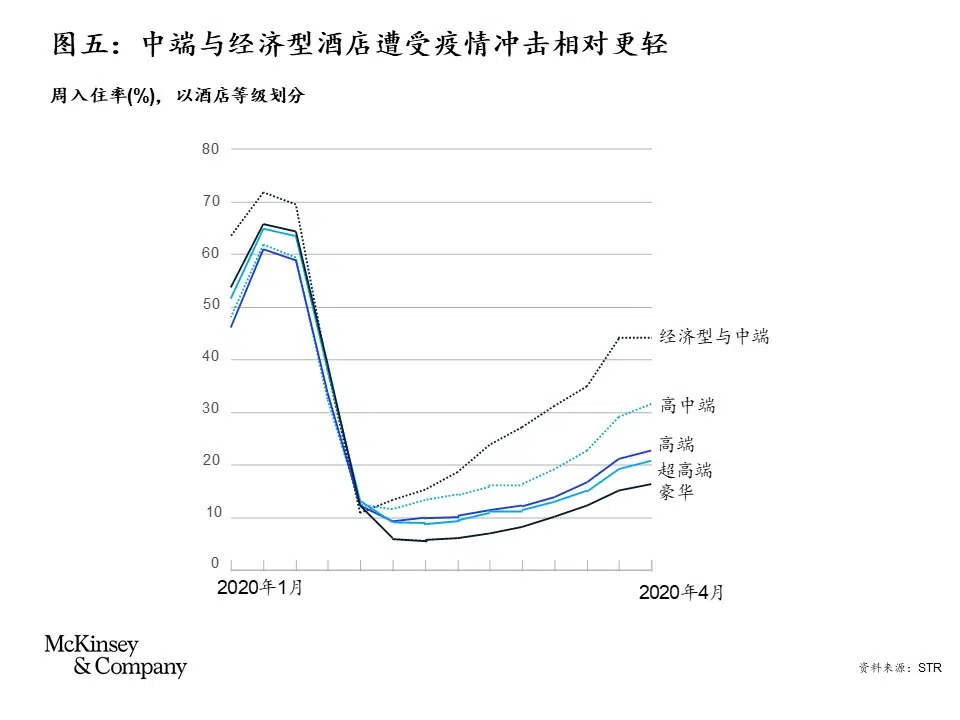 图五：中端与经济型酒店遭受疫情冲击相对更轻
周入住率(%)，以酒店等级划分
80
70
60
50
40
30
20
10
0
经济型与中端
高中端
高端
超高端
豪华
2020年1月
2020年4月
McKinsey
& Company
资料来源：STR